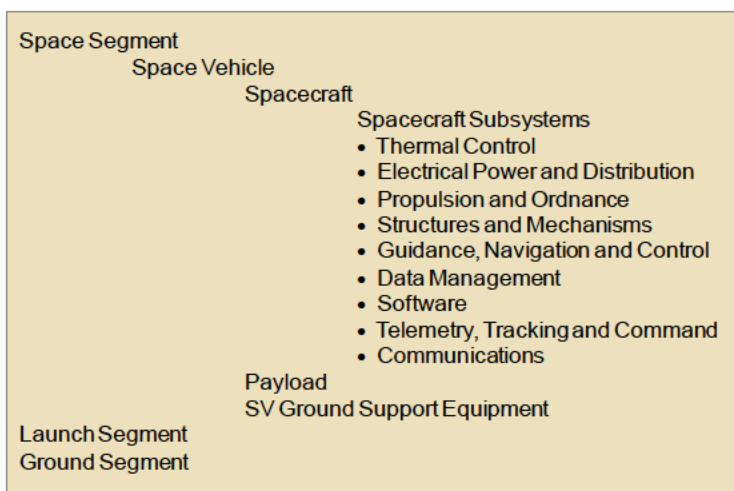 Space Segment
Space Vehicle
Spacecraft
Spacecraft Subsystems
• Thermal Control
• Electrical Power and Distribution
• Propulsion and Ordnance
• Structures and Mechanisms
• Guidance, Navigation and Control
• Data Management
• Software
• Telemetry, Tracking and Command
• Communications
Payload
SV Ground Support Equipment
Launch Segment
Ground Segment